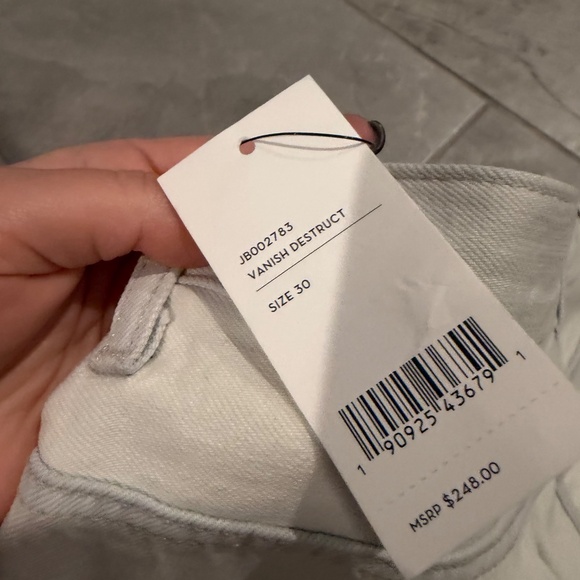 JB002783
VANISH DESTRUCT
SIZE 30
1 90925 43679 1
MSRP $248.00